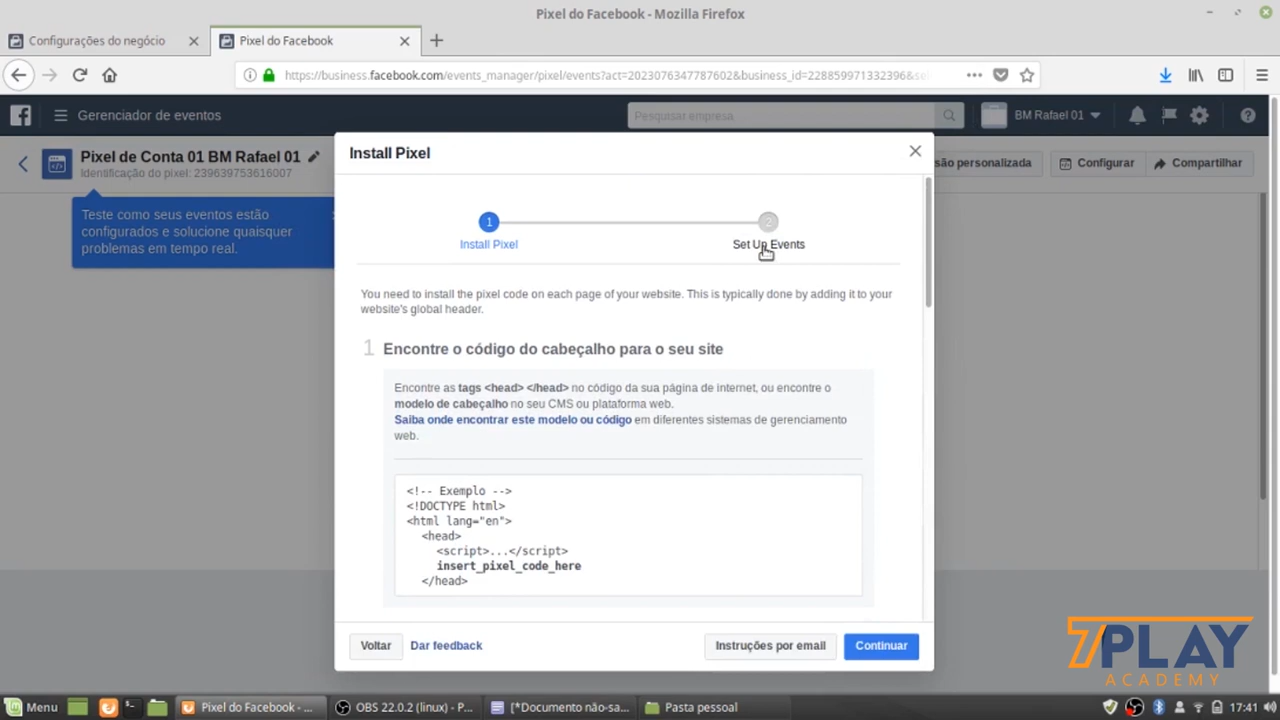 Pixel do Facebook - Mozilla Firefox
Configurações do negócio
Pixel do Facebook
https://business.facebook.com/events_manager/pixel/events?act=2023076347787602&business_id=228859971332396&se
Gerenciador de eventos
Pesquisar empresa
BM Rafael 01
Pixel de Conta 01 BM Rafael 01
Identificação do pixel: 239639753616007
são personalizada
Configurar
Compartilhar
Teste como seus eventos estão
configurados e solucione quaisquer
problemas em tempo real.
Install Pixel
1
2
Install Pixel
Set Up Events
You need to install the pixel code on each page of your website. This is typically done by adding it to your
website's global header.
1 Encontre o código do cabeçalho para o seu site
Encontre as tags <head> </head> no código da sua página de internet, ou encontre o
modelo de cabeçalho no seu CMS ou plataforma web.
Saiba onde encontrar este modelo ou código em diferentes sistemas de gerenciamento
web.
<!-- Exemplo -->
<!DOCTYPE html>
<html lang="en">
<head>
<script>...</script>
insert_pixel_code_here
</head>
Voltar
Dar feedback
Instruções por email
Continuar
7PLAY
ACADEMY
Menu
Pixel do Facebook - ...
OBS 22.0.2 (linux) - P...
[*Documento não-sa...
Pasta pessoal
17:41